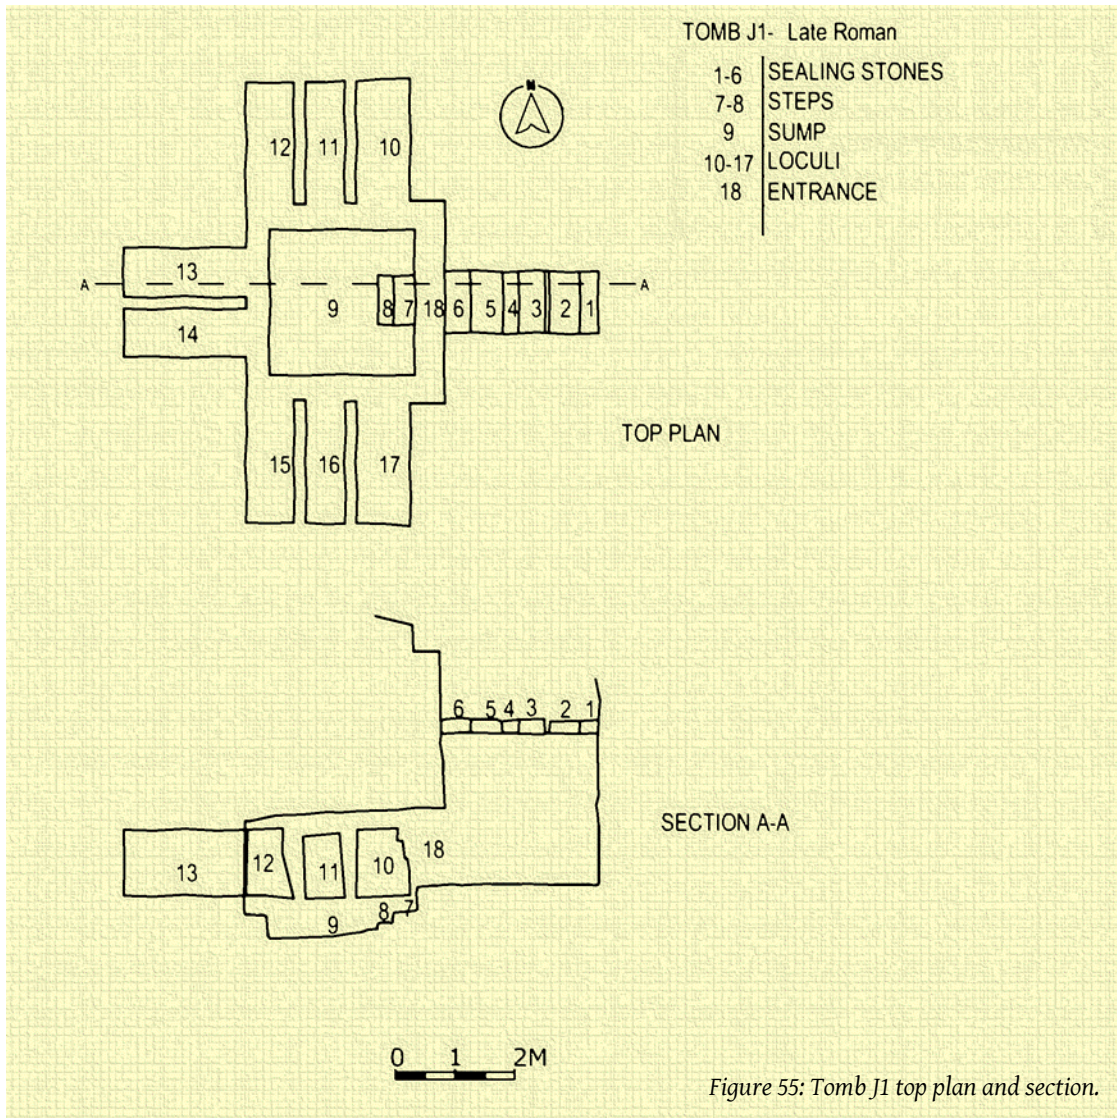 TOMB J1- Late Roman
1-6 SEALING STONES
7-8 STEPS
9 SUMP
10-17 LOCULI
18 ENTRANCE
N
12 11 10
13
A A
9 8 7 18 6 5 4 3 2 1
14
TOP PLAN
15 16 17
6 5 4 3 2 1
SECTION A-A
18
13 12 11 10
9 8 7
0 1 2M
Figure 55: Tomb J1 top plan and section.